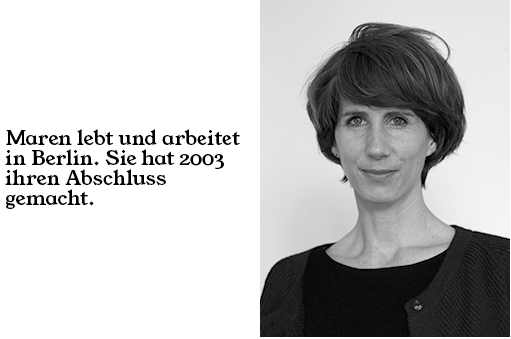 Maren lebt und arbeitet
in Berlin. Sie hat 2003
ihren Abschluss
gemacht.